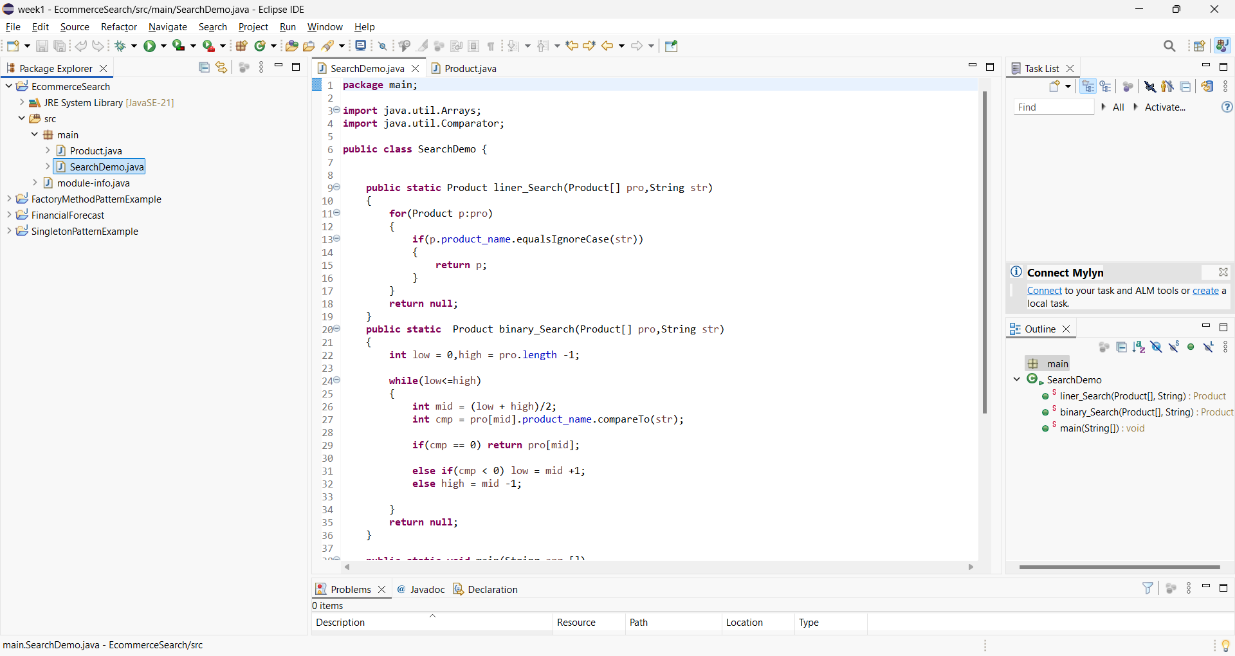 week1 - EcommerceSearch/src/main/SearchDemo.java - Eclipse IDE
File Edit Source Refactor Navigate Search Project Run Window Help
Package Explorer
EcommerceSearch
JRE System Library [JavaSE-21]
src
main
Product.java
SearchDemo.java
module-info.java
FactoryMethodPatternExample
FinancialForecast
SingletonPatternExample
SearchDemo.java Product.java
1 package main;
2
3 import java.util.Arrays;
4 import java.util.Comparator;
5
6 public class SearchDemo {
7
8
9 public static Product liner_Search(Product[] pro,String str)
10 {
11 for(Product p:pro)
12 {
13 if(p.product_name.equalsIgnoreCase(str))
14 {
15 return p;
16 }
17 }
18 return null;
19 }
20 public static  Product binary_Search(Product[] pro,String str)
21 {
22 int low = 0,high = pro.length -1;
23
24 while(low<=high)
25 {
26 int mid = (low + high)/2;
27 int cmp = pro[mid].product_name.compareTo(str);
28
29 if(cmp == 0) return pro[mid];
30
31 else if(cmp < 0) low = mid +1;
32 else high = mid -1;
33
34 }
35 return null;
36 }
37
Task List
Find All Activate...
Connect Mylyn
Connect to your task and ALM tools or create a
local task.
Outline
main
SearchDemo
liner_Search(Product[], String) : Product
binary_Search(Product[], String) : Product
main(String[]) : void
Problems @ Javadoc Declaration
0 items
Description Resource Path Location Type
main.SearchDemo.java - EcommerceSearch/src